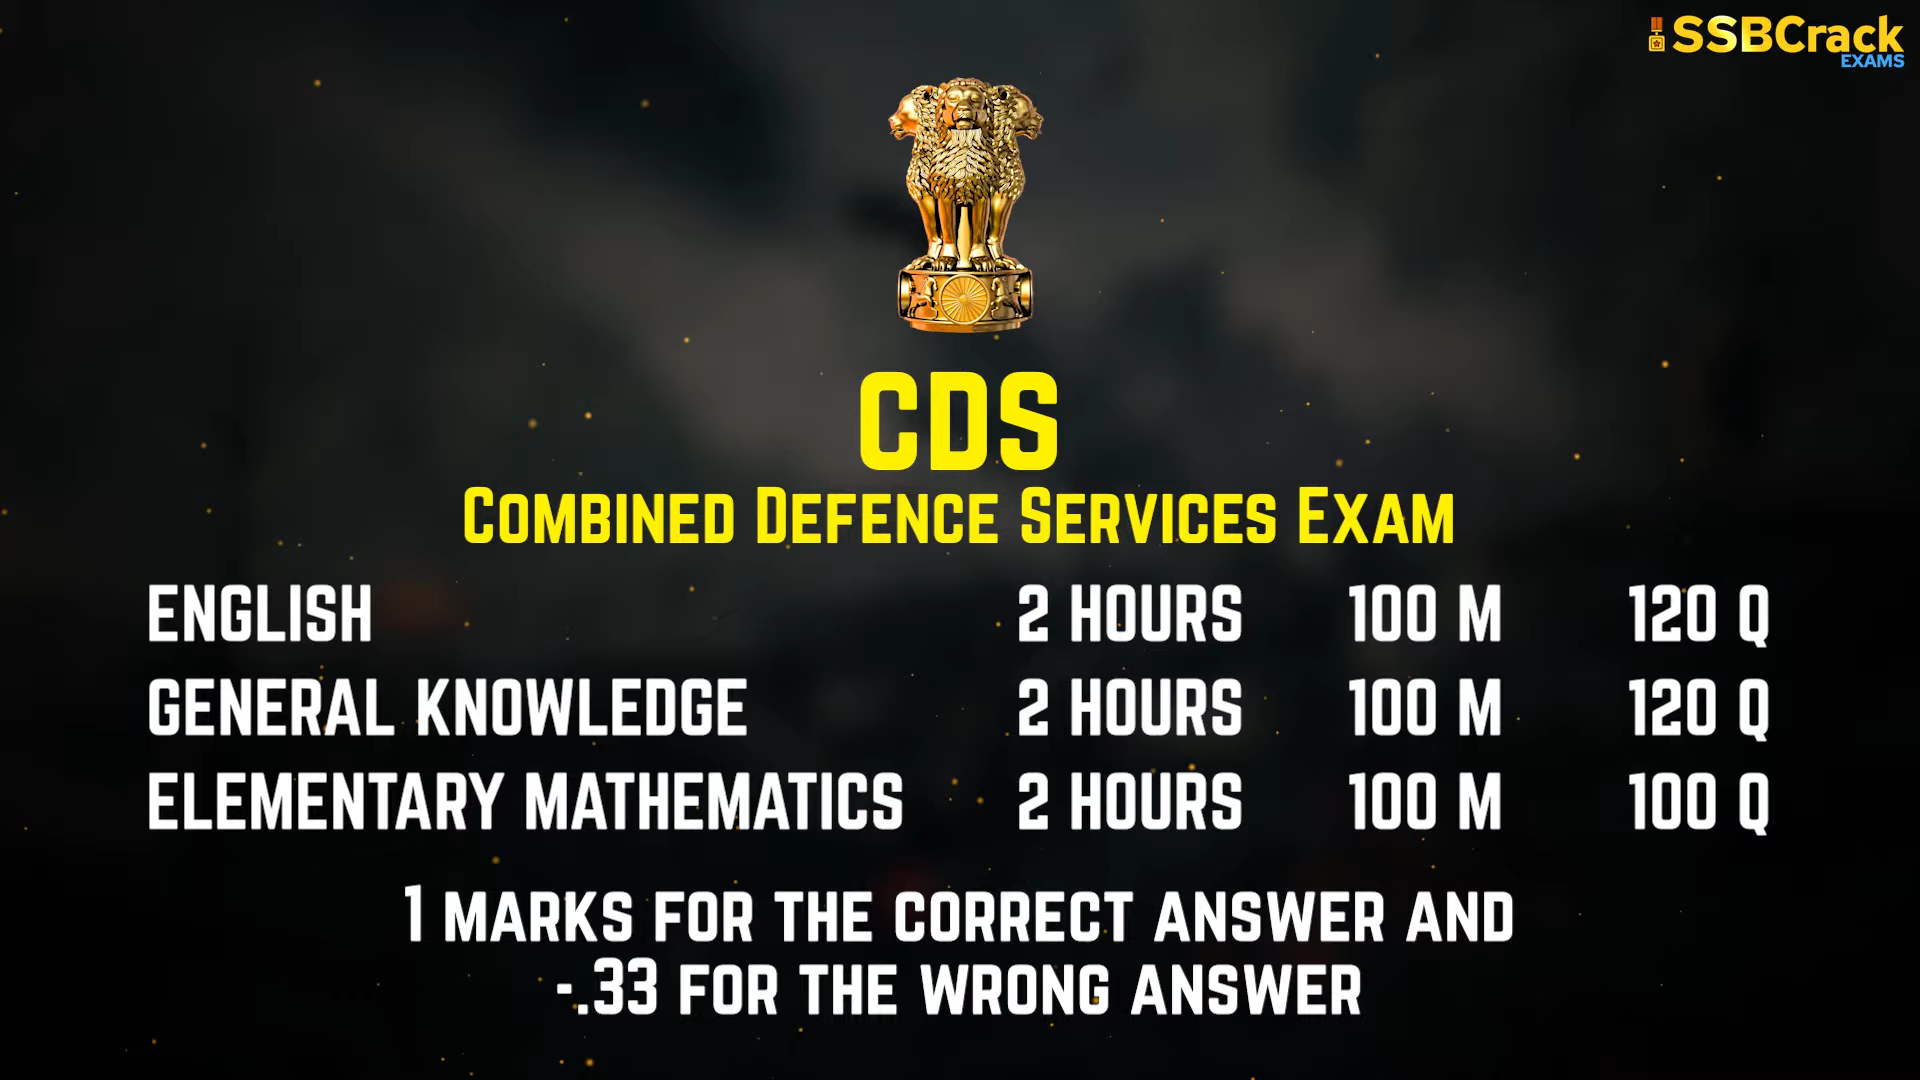 SSBCrack
EXAMS
CDS
COMBINED DEFENCE SERVICES EXAM
ENGLISH 2 HOURS 100 M 120 Q
GENERAL KNOWLEDGE 2 HOURS 100 M 120 Q
ELEMENTARY MATHEMATICS 2 HOURS 100 M 100 Q
1 MARKS FOR THE CORRECT ANSWER AND
-.33 FOR THE WRONG ANSWER